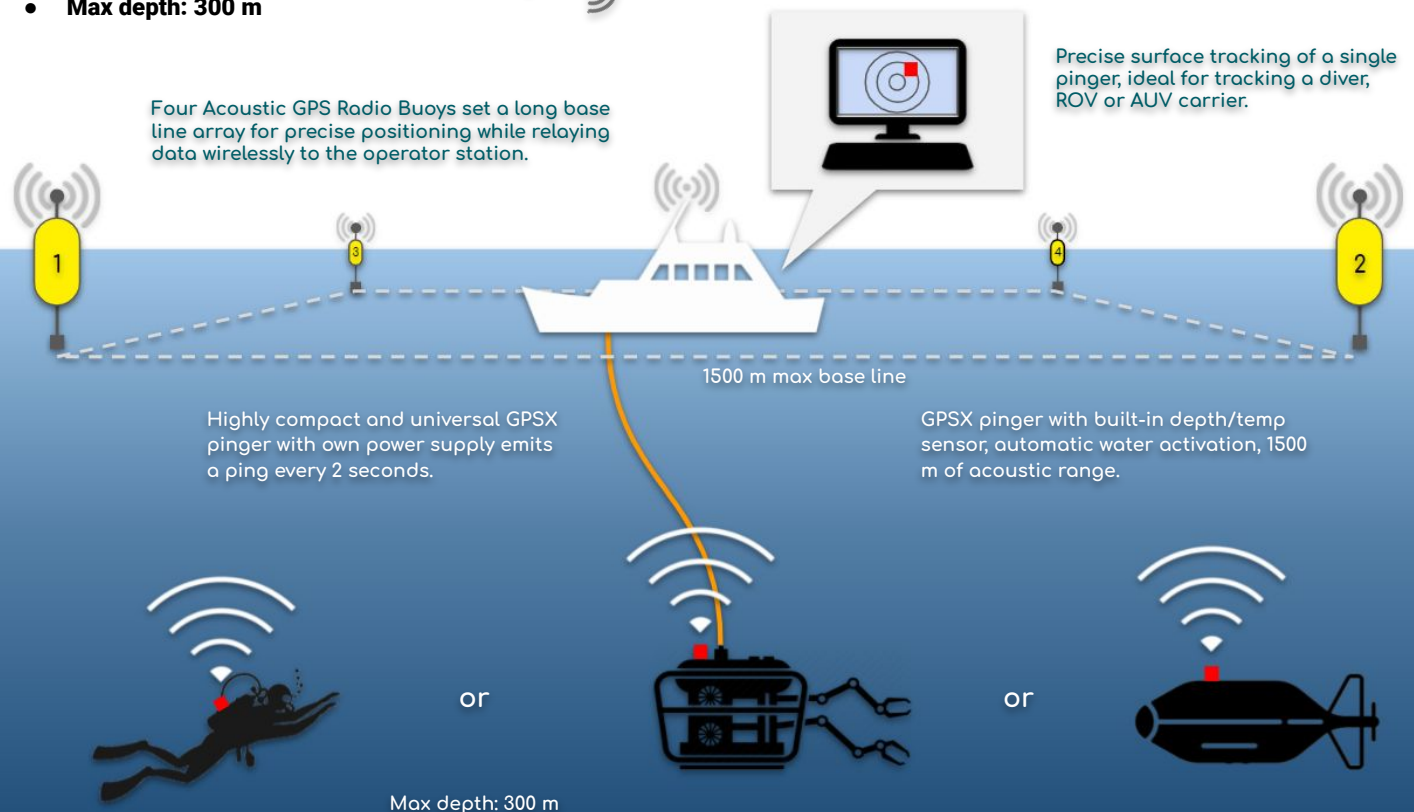 ● Max depth: 300 m
Precise surface tracking of a single
pinger, ideal for tracking a diver,
ROV or AUV carrier.
Four Acoustic GPS Radio Buoys set a long base
line array for precise positioning while relaying
data wirelessly to the operator station.
1
3
4
2
1500 m max base line
Highly compact and universal GPSX
pinger with own power supply emits
a ping every 2 seconds.
GPSX pinger with built-in depth/temp
sensor, automatic water activation, 1500
m of acoustic range.
or
or
Max depth: 300 m